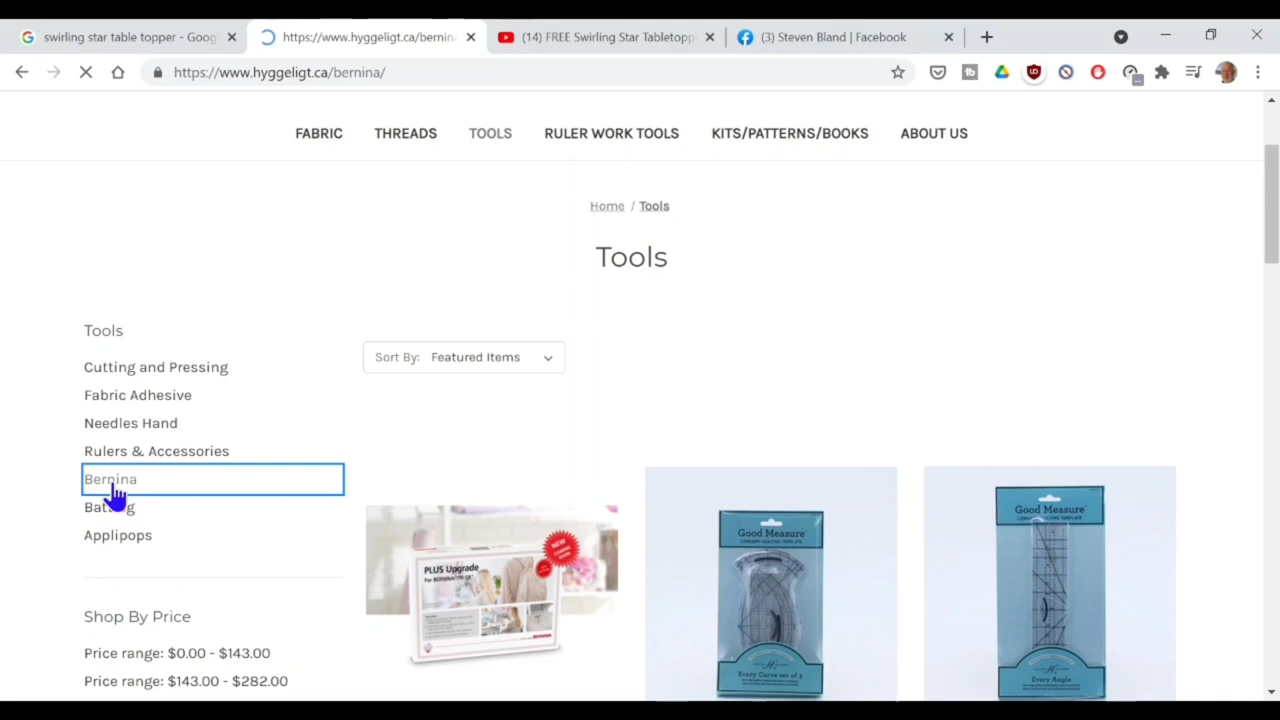 swirling star table topper - Goog
https://www.hyggeligt.ca/bernina
(14) FREE Swirling Star Tabletopp
(3) Steven Bland | Facebook
https://www.hyggeligt.ca/bernina/
FABRIC THREADS TOOLS RULER WORK TOOLS KITS/PATTERNS/BOOKS ABOUT US
Home / Tools
Tools
Tools
Cutting and Pressing
Fabric Adhesive
Needles Hand
Rulers & Accessories
Bernina
Applipops
Sort By: Featured Items
Shop By Price
Price range: $0.00 - $143.00
Price range: $143.00 - $282.00
PLUS Upgrade
NEW
Good Measure
Every Curve set of 3
Good Measure
Every Angle